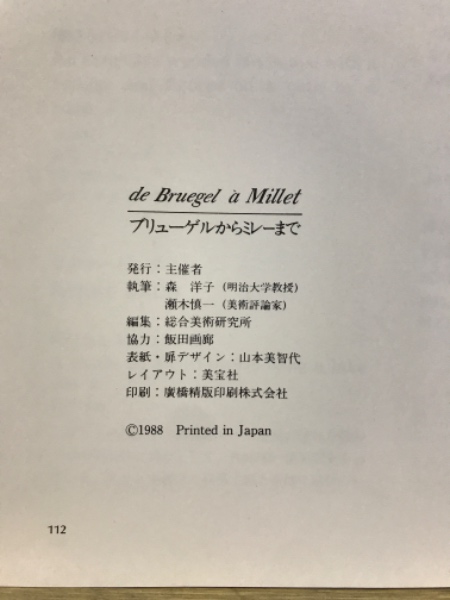 de Bruegel à Millet
ブリューゲルからミレーまで
発行：主催者
執筆：森　洋子（明治大学教授）
瀬木慎一（美術評論家）
編集：総合美術研究所
協力：飯田画廊
表紙・扉デザイン：山本美智代
レイアウト：美宝社
印刷：廣橋精版印刷株式会社
©1988 Printed in Japan
112